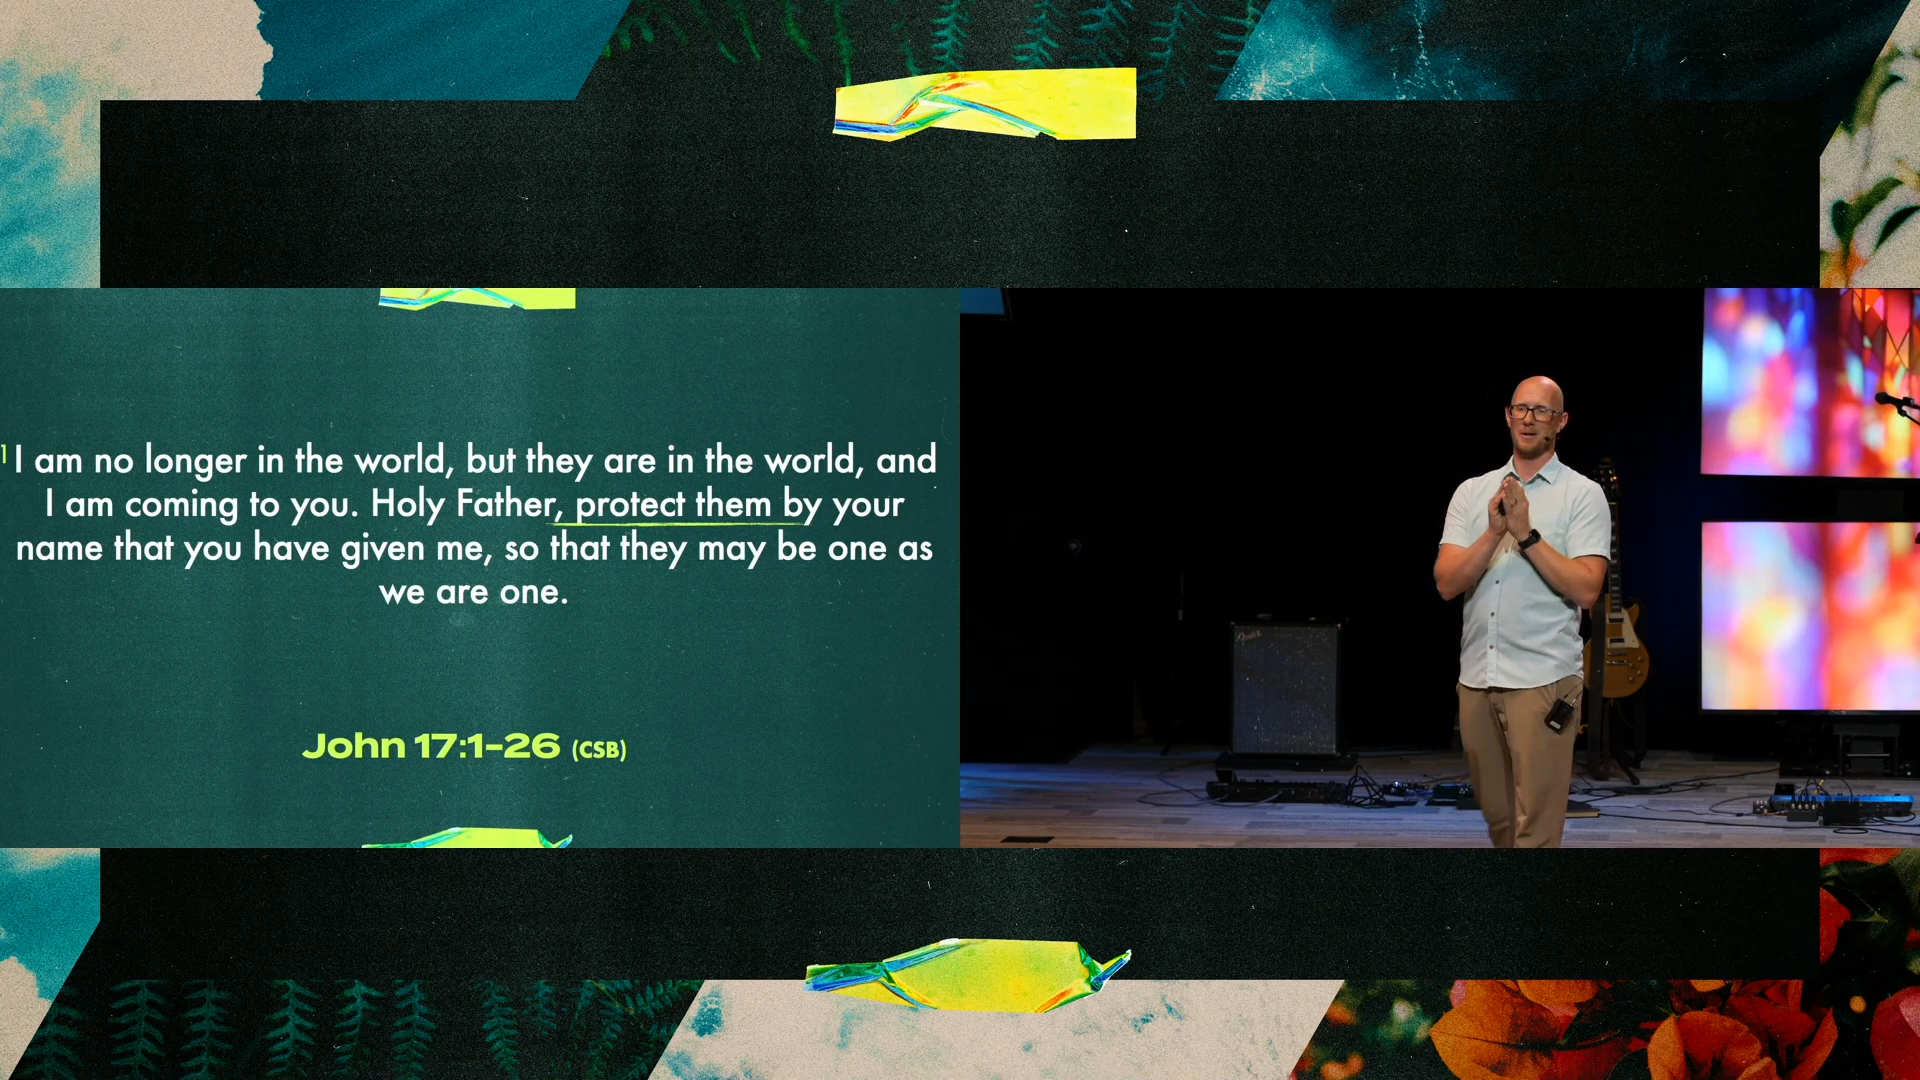 1 I am no longer in the world, but they are in the world, and
I am coming to you. Holy Father, protect them by your
name that you have given me, so that they may be one as
we are one.
John 17:1-26 (CSB)
Fender